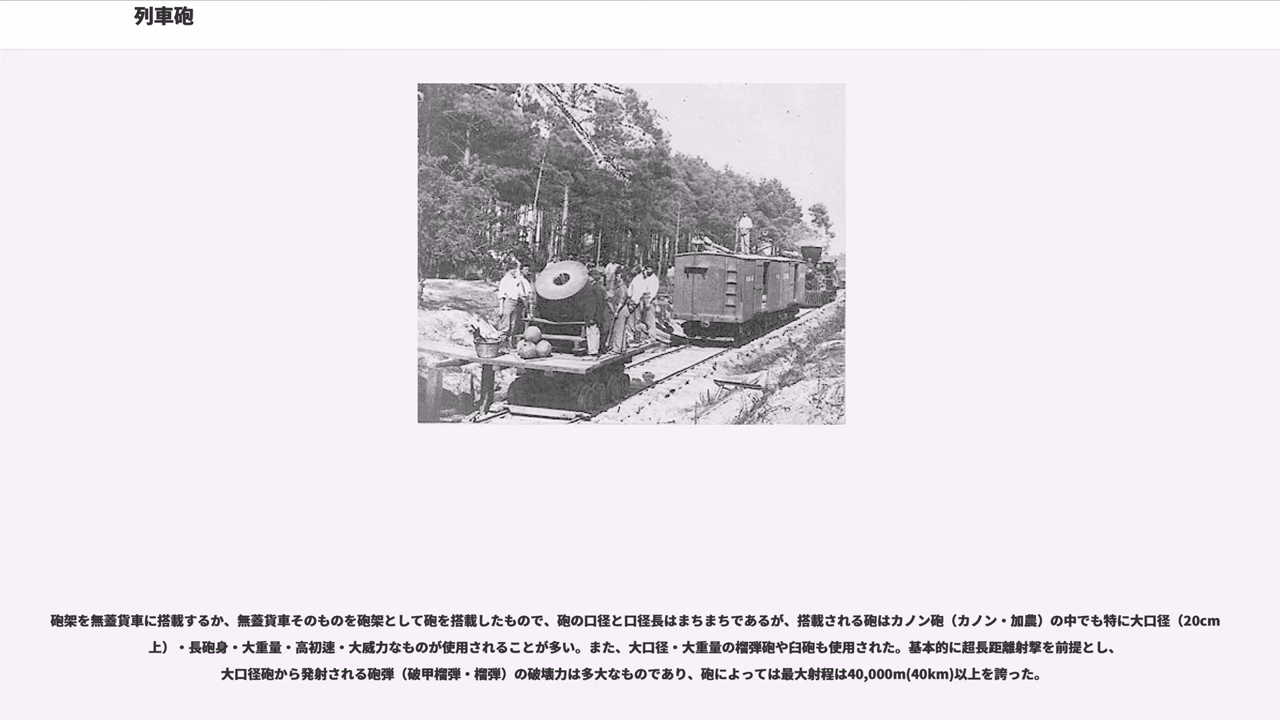 列車砲
砲架を無蓋貨車に搭載するか、無蓋貨車そのものを砲架として砲を搭載したもので、砲の口径と口径長はまちまちであるが、搭載される砲はカノン砲（カノン・加農）の中でも特に大口径（20cm
上）・長砲身・大重量・高初速・大威力なものが使用されることが多い。また、大口径・大重量の榴弾砲や臼砲も使用された。基本的に超長距離射撃を前提とし、
大口径砲から発射される砲弾（破甲榴弾・榴弾）の破壊力は多大なものであり、砲によっては最大射程は40,000m(40km)以上を誇った。